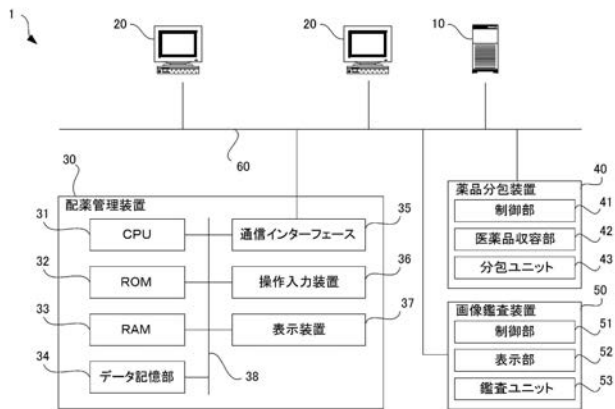 1
20
20
10
60
30
配薬管理装置
31
CPU
32
ROM
33
RAM
34
データ記憶部
38
通信インターフェース
35
操作入力装置
36
表示装置
37
40
薬品分包装置
制御部
41
医薬品収容部
42
分包ユニット
43
50
画像鑑査装置
制御部
51
表示部
52
鑑査ユニット
53